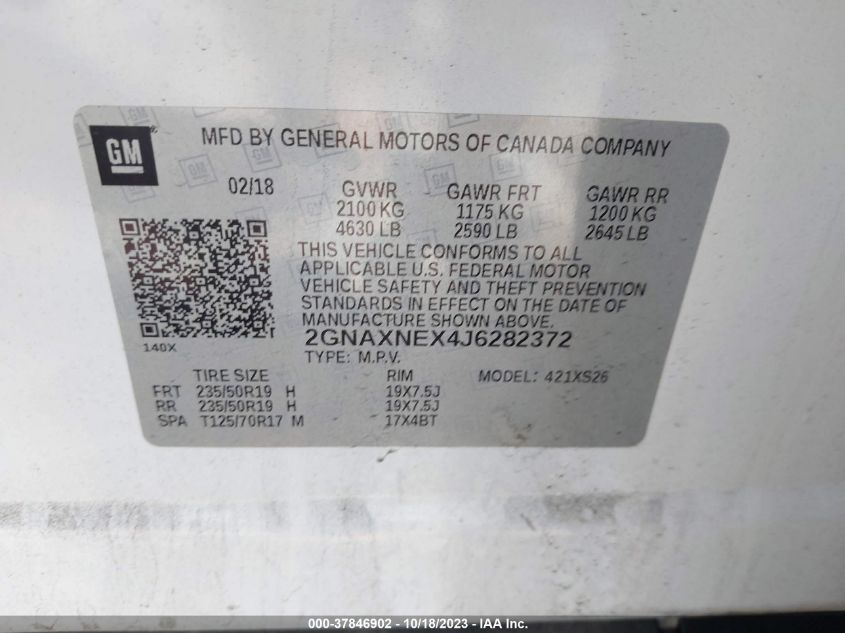 GM ®
MFD BY GENERAL MOTORS OF CANADA COMPANY
02/18 GVWR GAWR FRT GAWR RR
2100 KG 1175 KG 1200 KG
4630 LB 2590 LB 2645 LB
THIS VEHICLE CONFORMS TO ALL
APPLICABLE U.S. FEDERAL MOTOR
VEHICLE SAFETY AND THEFT PREVENTION
STANDARDS IN EFFECT ON THE DATE OF
MANUFACTURE SHOWN ABOVE.
140X 2GNAXNEX4J6282372
TYPE: M.P.V.
TIRE SIZE RIM MODEL: 421XS26
FRT 235/50R19 H 19X7.5J
RR 235/50R19 H 19X7.5J
SPA T125/70R17 M 17X4BT
000-37846902 - 10/18/2023 - IAA Inc.